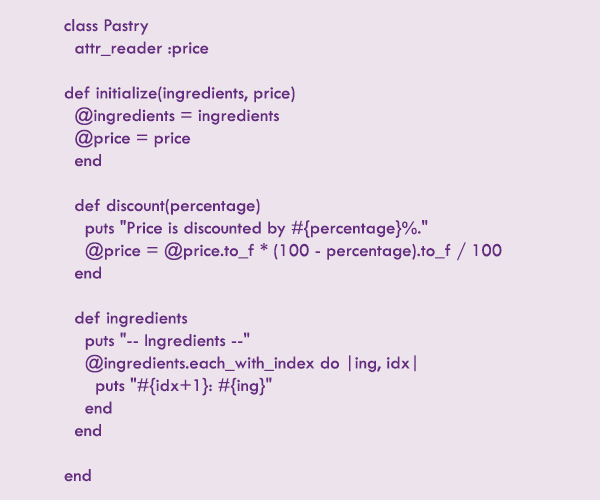 class Pastry
  attr_reader :price

def initialize(ingredients, price)
  @ingredients = ingredients
  @price = price
  end

  def discount(percentage)
    puts "Price is discounted by #{percentage}%."
    @price = @price.to_f * (100 - percentage).to_f / 100
  end

  def ingredients
    puts "-- Ingredients --"
    @ingredients.each_with_index do |ing, idx|
      puts "#{idx+1}: #{ing}"
    end
  end

end